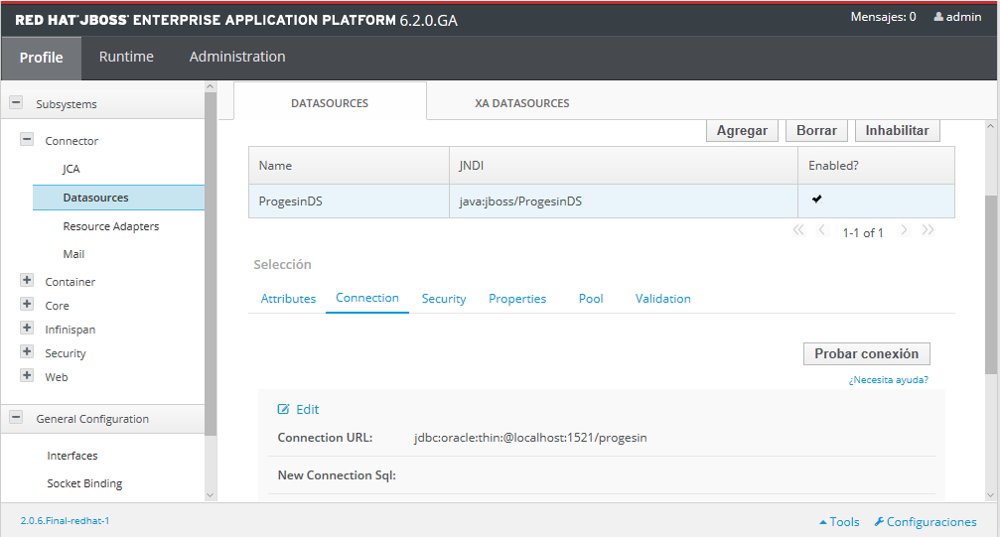 RED HAT JBOSS ENTERPRISE APPLICATION PLATFORM 6.2.0.GA
Mensajes: 0 admin
Profile Runtime Administration
Subsystems
Connector
JCA
Datasources
Resource Adapters
Mail
Container
Core
Infinispan
Security
Web
General Configuration
Interfaces
Socket Binding
DATASOURCES XA DATASOURCES
Agregar Borrar Inhabilitar
Name JNDI Enabled?
ProgesinDS java:jboss/ProgesinDS
1-1 of 1
Selección
Attributes Connection Security Properties Pool Validation
Probar conexión
¿Necesita ayuda?
Edit
Connection URL: jdbc:oracle:thin:@localhost:1521/progesin
New Connection Sql:
2.0.6.Final-redhat-1 Tools Configuraciones